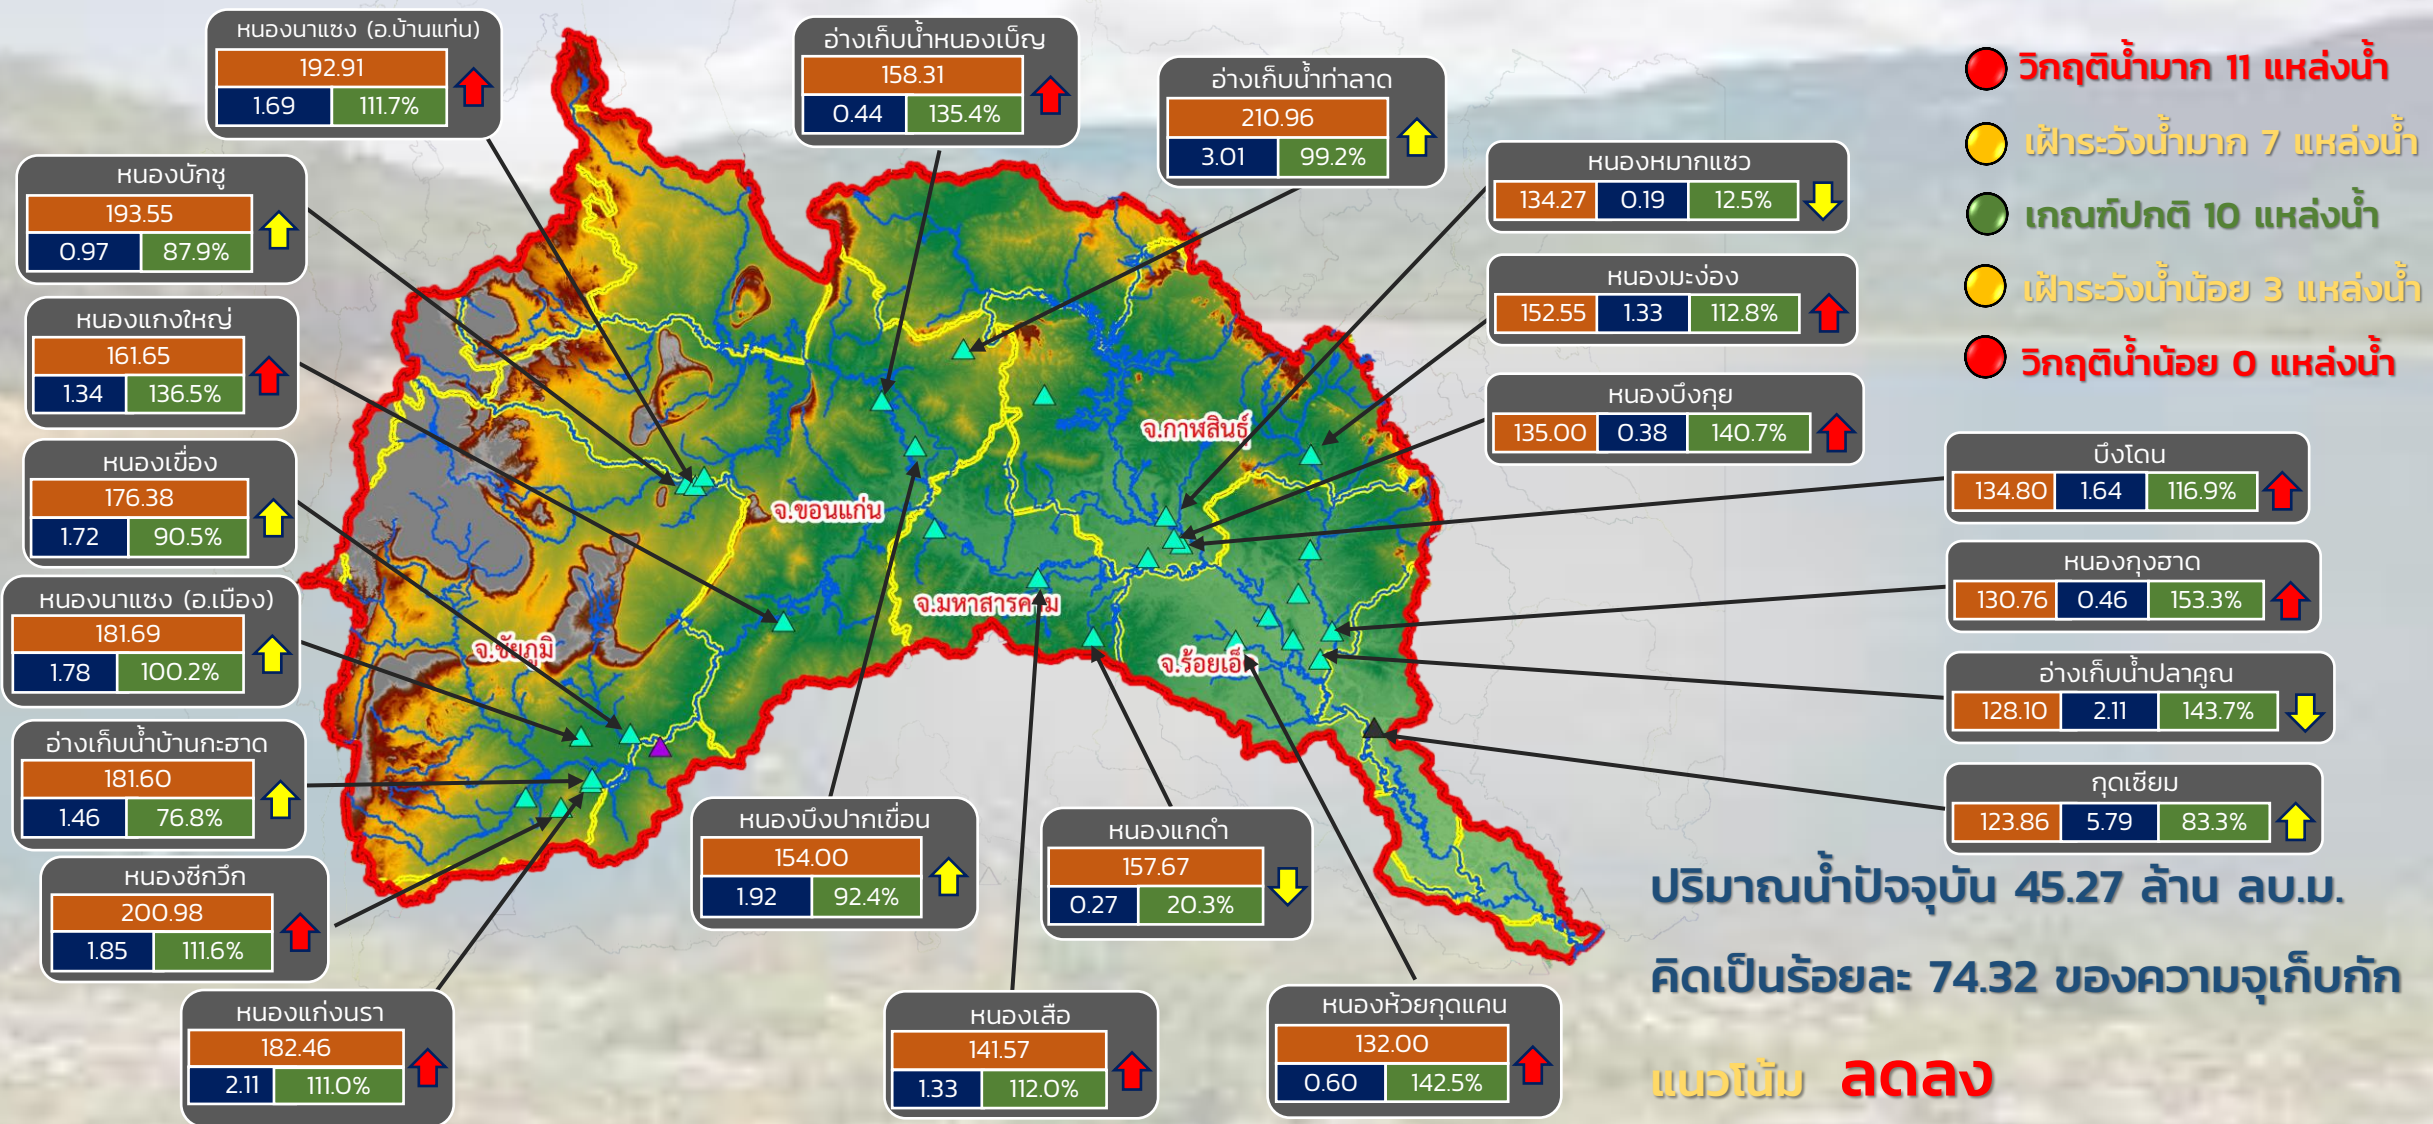 หนองนาแซง (อ.บ้านแท่น)
192.91
1.69 111.7%
อ่างเก็บน้ำหนองเบ็ญ
158.31
0.44 135.4%
อ่างเก็บน้ำท่าลาด
210.96
3.01 99.2%
วิกฤติน้ำมาก 11 แหล่งน้ำ
เฝ้าระวังน้ำมาก 7 แหล่งน้ำ
เกณฑ์ปกติ 10 แหล่งน้ำ
เฝ้าระวังน้ำน้อย 3 แหล่งน้ำ
วิกฤติน้ำน้อย 0 แหล่งน้ำ
หนองบักชู
193.55
0.97 87.9%
หนองหมากแซว
134.27 0.19 12.5%
หนองมะง่อง
152.55 1.33 112.8%
หนองแกงใหญ่
161.65
1.34 136.5%
หนองบึงกุย
135.00 0.38 140.7%
หนองเขื่อง
176.38
1.72 90.5%
บึงโดน
134.80 1.64 116.9%
จ.กาฬสินธุ์
จ.ขอนแก่น
จ.มหาสารคาม
จ.ชัยภูมิ
จ.ร้อยเอ็
หนองนาแซง (อ.เมือง)
181.69
1.78 100.2%
หนองกุงฮาด
130.76 0.46 153.3%
อ่างเก็บน้ำปลาคูณ
128.10 2.11 143.7%
อ่างเก็บน้ำบ้านกะฮาด
181.60
1.46 76.8%
กุดเชียม
123.86 5.79 83.3%
หนองซีกวึก
200.98
1.85 111.6%
หนองบึงปากเขื่อน
154.00
1.92 92.4%
หนองแกดำ
157.67
0.27 20.3%
หนองแก่งนรา
182.46
2.11 111.0%
หนองเสือ
141.57
1.33 112.0%
หนองห้วยกุดแคน
132.00
0.60 142.5%
ปริมาณน้ำปัจจุบัน 45.27 ล้าน ลบ.ม.
คิดเป็นร้อยละ 74.32 ของความจุเก็บกัก
แนวโน้ม ลดลง